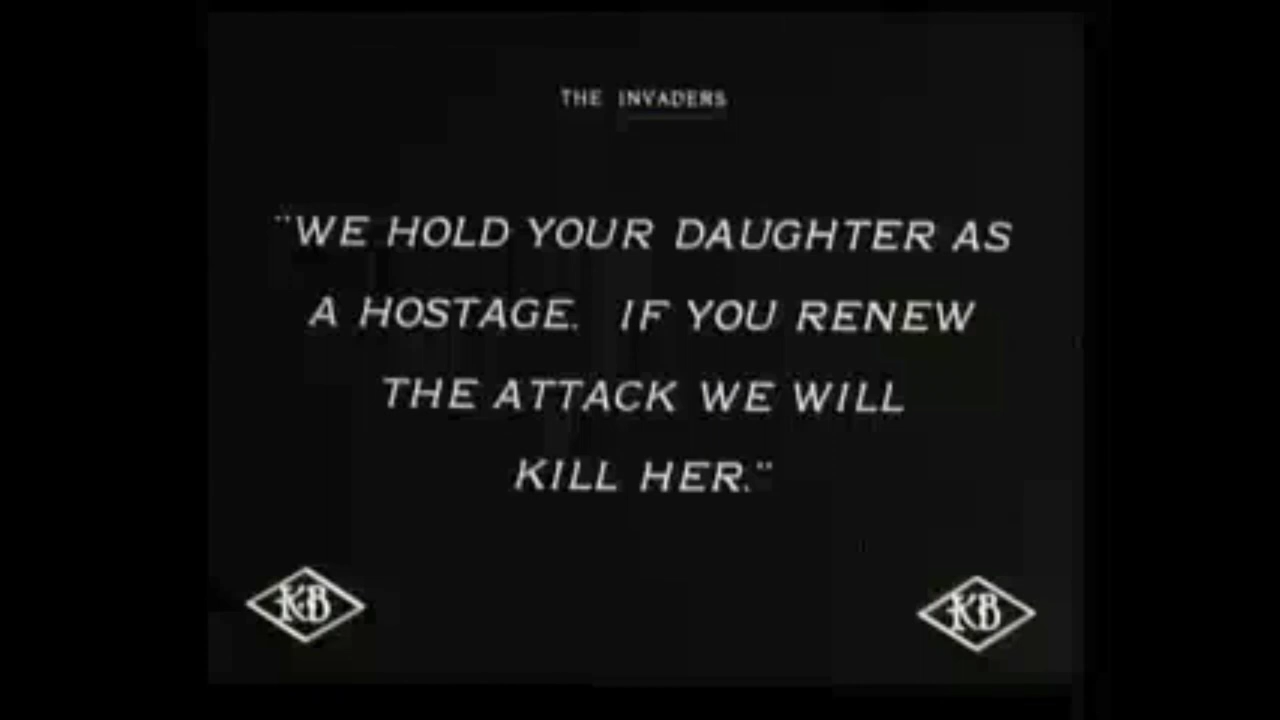 THE INVADERS
"WE HOLD YOUR DAUGHTER AS
A HOSTAGE. IF YOU RENEW
THE ATTACK WE WILL
KILL HER."
KB KB